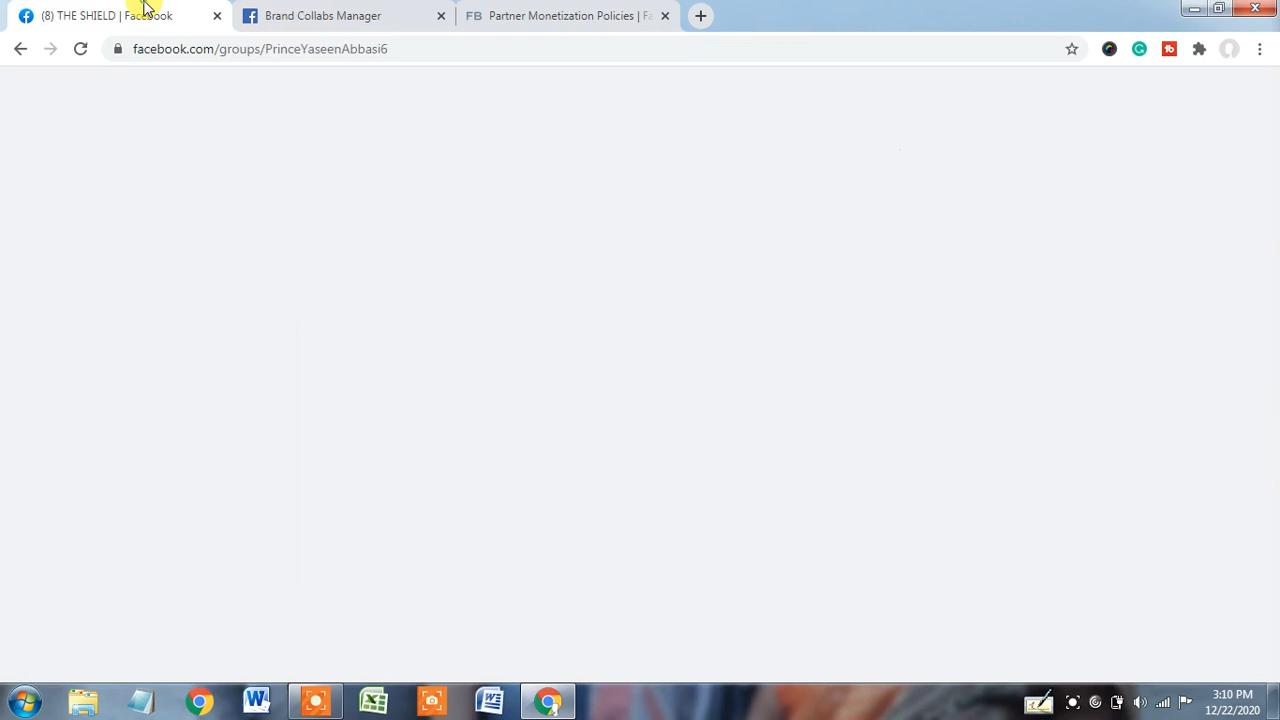 (8) THE SHIELD | Facebook
Brand Collabs Manager
FB Partner Monetization Policies | Fa
facebook.com/groups/PrinceYaseenAbbasi6
3:10 PM
12/22/2020